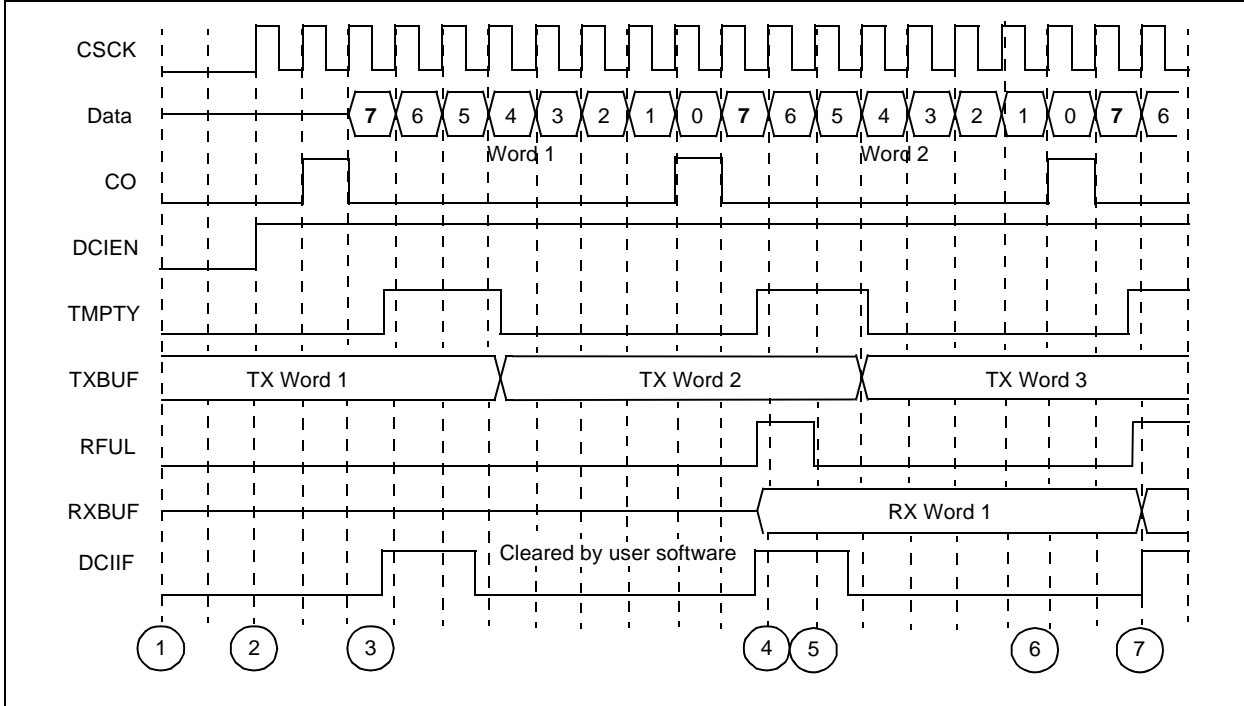 CSCK
Data 7 6 5 4 3 2 1 0 7 6 5 4 3 2 1 0 7 6
Word 1 Word 2
CO
DCIEN
TMPTY
TXBUF TX Word 1 TX Word 2 TX Word 3
RFUL
RXBUF RX Word 1
DCIIF Cleared by user software
1 2 3 4 5 6 7